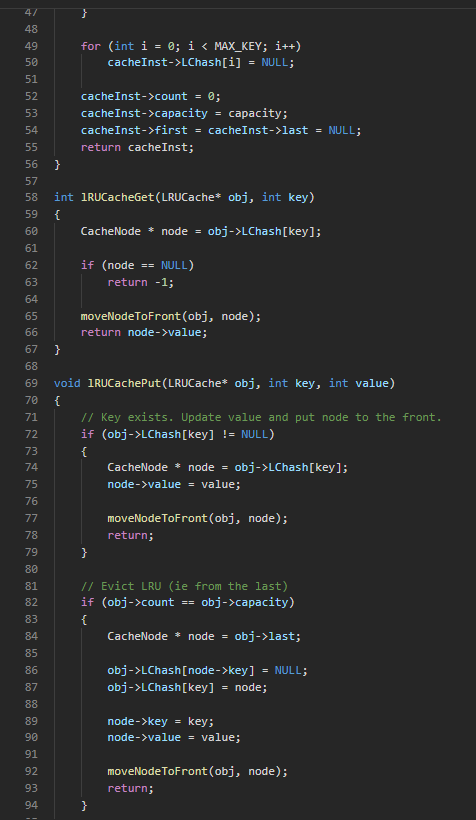 47 }
48
49 for (int i = 0; i < MAX_KEY; i++)
50 cacheInst->LChash[i] = NULL;
51
52 cacheInst->count = 0;
53 cacheInst->capacity = capacity;
54 cacheInst->first = cacheInst->last = NULL;
55 return cacheInst;
56 }
57
58 int lRUCacheGet(LRUCache* obj, int key)
59 {
60 CacheNode * node = obj->LChash[key];
61
62 if (node == NULL)
63 return -1;
64
65 moveNodeToFront(obj, node);
66 return node->value;
67 }
68
69 void lRUCachePut(LRUCache* obj, int key, int value)
70 {
71 // Key exists. Update value and put node to the front.
72 if (obj->LChash[key] != NULL)
73 {
74 CacheNode * node = obj->LChash[key];
75 node->value = value;
76
77 moveNodeToFront(obj, node);
78 return;
79 }
80
81 // Evict LRU (ie from the last)
82 if (obj->count == obj->capacity)
83 {
84 CacheNode * node = obj->last;
85
86 obj->LChash[node->key] = NULL;
87 obj->LChash[key] = node;
88
89 node->key = key;
90 node->value = value;
91
92 moveNodeToFront(obj, node);
93 return;
94 }